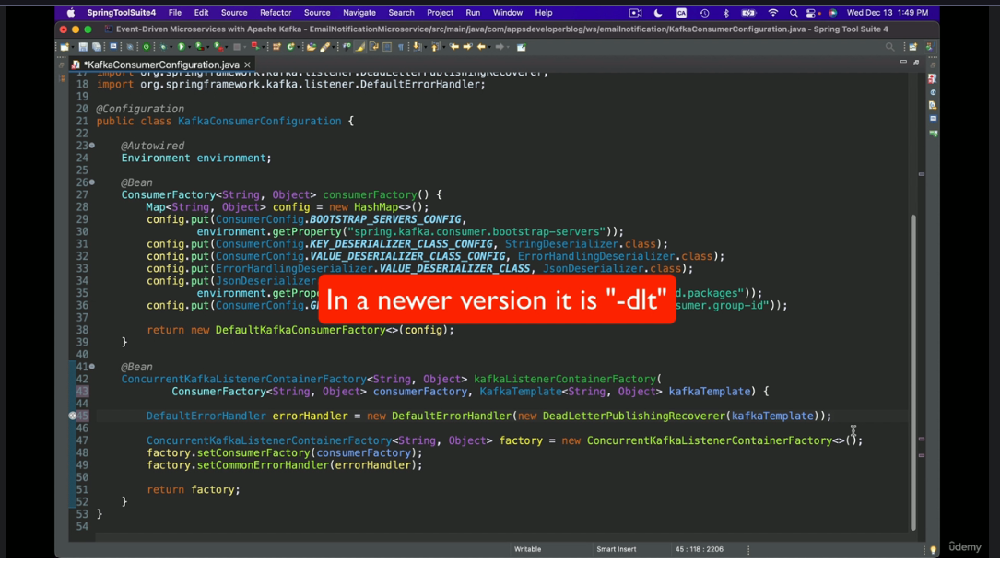 SpringToolSuite4 File Edit Source Refactor Source Navigate Search Project Run Window Help CA Wed Dec 13 1:49 PM
Event-Driven Microservices with Apache Kafka - EmailNotificationMicroservice/src/main/java/com/appsdeveloperblog/ws/emailnotification/KafkaConsumerConfiguration.java - Spring Tool Suite 4
*KafkaConsumerConfiguration.java
17 import org.springframework.kafka.listener.DeadLetterPublishingRecoverer;
18 import org.springframework.kafka.listener.DefaultErrorHandler;
19
20 @Configuration
21 public class KafkaConsumerConfiguration {
22
23 @Autowired
24 Environment environment;
25
26 @Bean
27 ConsumerFactory<String, Object> consumerFactory() {
28 Map<String, Object> config = new HashMap<>();
29 config.put(ConsumerConfig.BOOTSTRAP_SERVERS_CONFIG,
30 environment.getProperty("spring.kafka.consumer.bootstrap-servers"));
31 config.put(ConsumerConfig.KEY_DESERIALIZER_CLASS_CONFIG, StringDeserializer.class);
32 config.put(ConsumerConfig.VALUE_DESERIALIZER_CLASS_CONFIG, ErrorHandlingDeserializer.class);
33 config.put(ErrorHandlingDeserializer.VALUE_DESERIALIZER_CLASS, JsonDeserializer.class);
34 config.put(JsonDeserializer
35 environment.getPrope d.packages"));
36 config.put(ConsumerConfig.G sumer.group-id"));
In a newer version it is "-dlt"
37
38 return new DefaultKafkaConsumerFactory<>(config);
39 }
40
41 @Bean
42 ConcurrentKafkaListenerContainerFactory<String, Object> kafkaListenerContainerFactory(
43 ConsumerFactory<String, Object> consumerFactory, KafkaTemplate<String, Object> kafkaTemplate) {
44
45 DefaultErrorHandler errorHandler = new DefaultErrorHandler(new DeadLetterPublishingRecoverer(kafkaTemplate));
46
47 ConcurrentKafkaListenerContainerFactory<String, Object> factory = new ConcurrentKafkaListenerContainerFactory<>();
48 factory.setConsumerFactory(consumerFactory);
49 factory.setCommonErrorHandler(errorHandler);
50
51 return factory;
52 }
53 }
54
Writable Smart Insert 45 : 118 : 2206
udemy